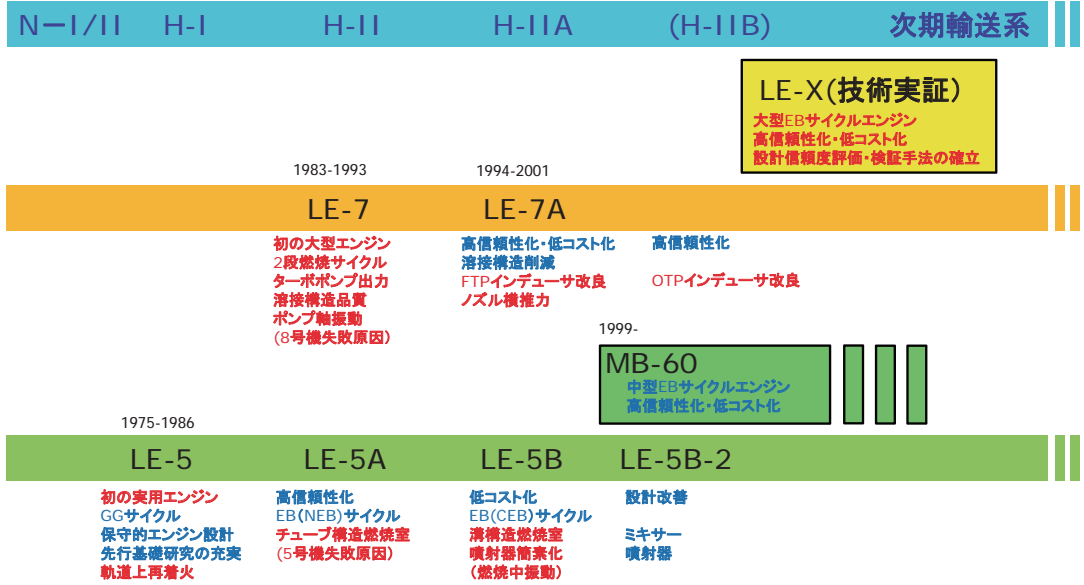 N－I/II H-I H-II H-IIA (H-IIB) 次期輸送系
LE-X(技術実証)
大型EBサイクルエンジン
高信頼性化・低コスト化
設計信頼度評価・検証手法の確立
1983-1993
1994-2001
LE-7
LE-7A
初の大型エンジン
2段燃焼サイクル
ターボポンプ出力
溶接構造品質
ポンプ軸振動
(8号機失敗原因)
高信頼性化・低コスト化
溶接構造削減
FTPインデューサ改良
ノズル横推力
高信頼性化
OTPインデューサ改良
1999-
MB-60
中型EBサイクルエンジン
高信頼性化・低コスト化
1975-1986
LE-5
LE-5A
LE-5B
LE-5B-2
初の実用エンジン
GGサイクル
保守的エンジン設計
先行基礎研究の充実
軌道上再着火
高信頼性化
EB(NEB)サイクル
チューブ構造燃焼室
(5号機失敗原因)
低コスト化
EB(CEB)サイクル
溝構造燃焼室
噴射器簡素化
(燃焼中振動)
設計改善
ミキサー
噴射器